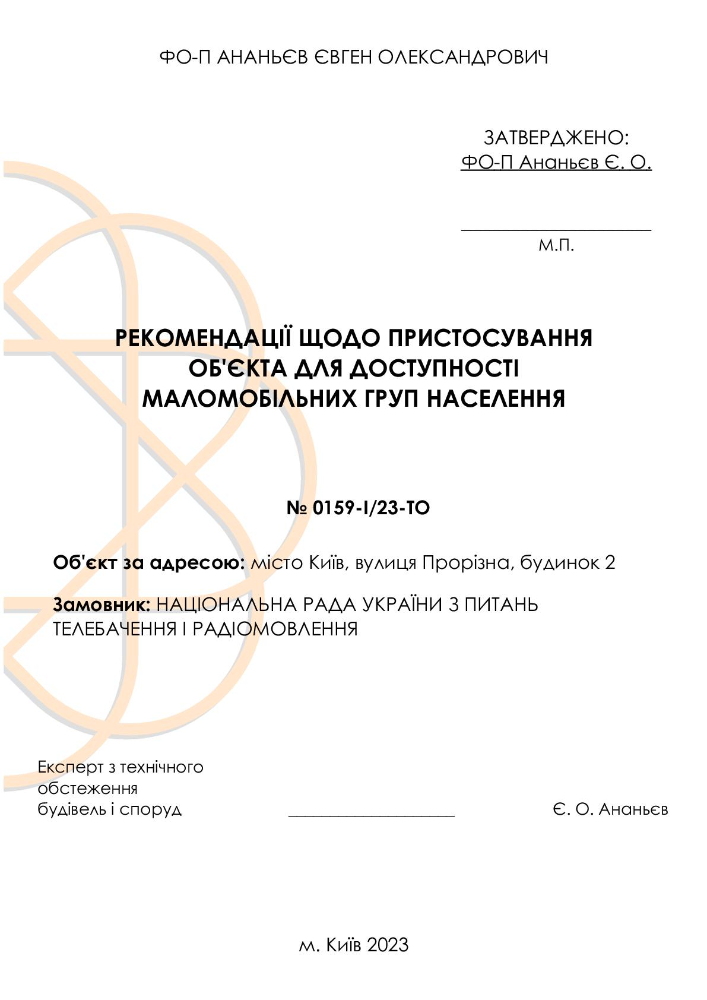 ФО-П АНАНЬЄВ ЄВГЕН ОЛЕКСАНДРОВИЧ
ЗАТВЕРДЖЕНО:
ФО-П Ананьєв Є. О.
М.П.
РЕКОМЕНДАЦІЇ ЩОДО ПРИСТОСУВАННЯ
ОБ'ЄКТА ДЛЯ ДОСТУПНОСТІ
МАЛОМОБІЛЬНИХ ГРУП НАСЕЛЕННЯ
№ 0159-І/23-ТО
Об'єкт за адресою: місто Київ, вулиця Прорізна, будинок 2
Замовник: НАЦІОНАЛЬНА РАДА УКРАЇНИ З ПИТАНЬ
ТЕЛЕБАЧЕННЯ І РАДІОМОВЛЕННЯ
Експерт з технічного
обстеження
будівель і споруд
Є. О. Ананьєв
м. Київ 2023